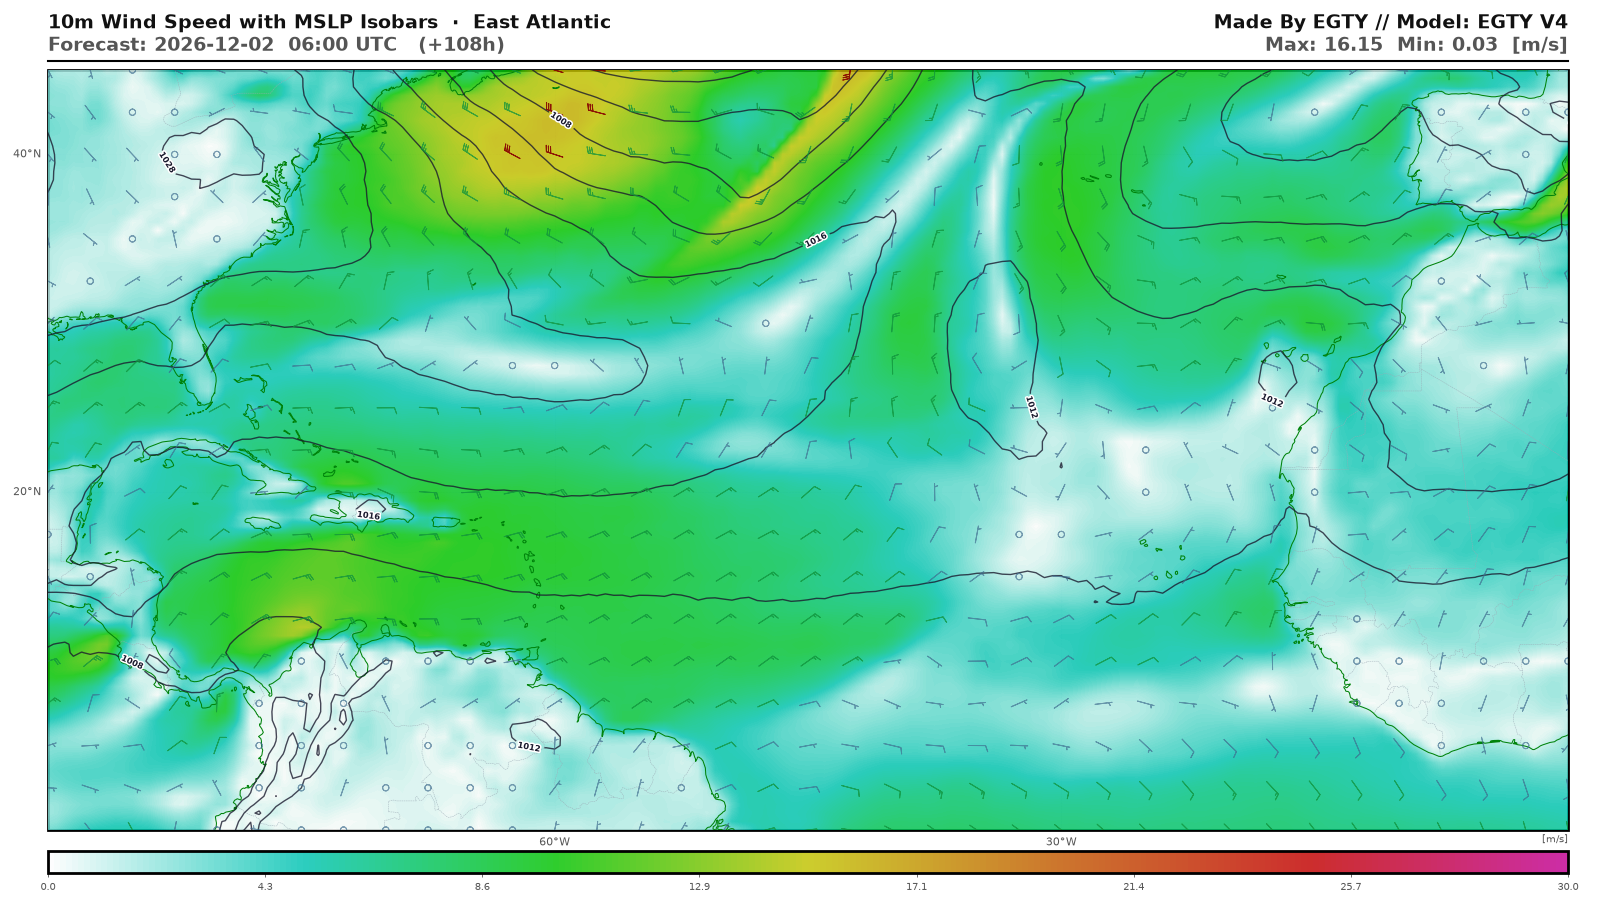 10m Wind Speed with MSLP Isobars · East Atlantic
Made By EGTY // Model: EGTY V4
Forecast: 2026-12-02 06:00 UTC (+108h)
Max: 16.15 Min: 0.03 [m/s]
1008
40°N
1028
1016
1012
1012
20°N
1016
1008
1012
60°W
30°W
[m/s]
0.0
4.3
8.6
12.9
17.1
21.4
25.7
30.0